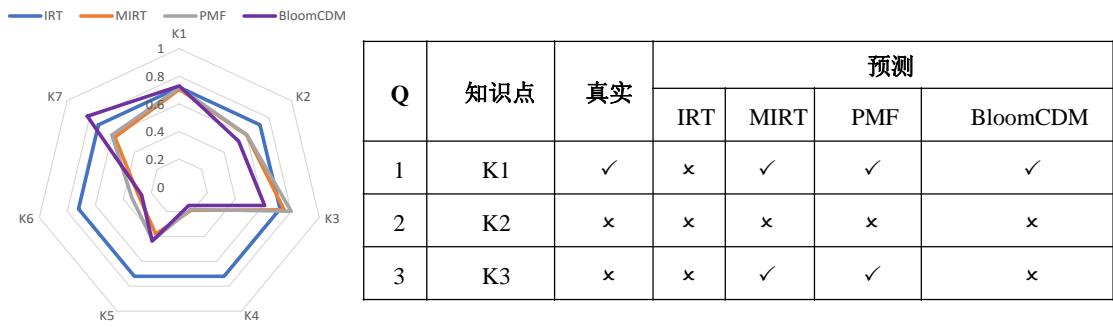 IRT MIRT PMF BloomCDM
K1
1
K7 K2
0.8
0.6
0.4
0.2
0
K6 K3
K5 K4
Q 知识点 真实 预测
IRT MIRT PMF BloomCDM
1 K1 ✓ × ✓ ✓ ✓
2 K2 × × × × ×
3 K3 × × ✓ ✓ ×